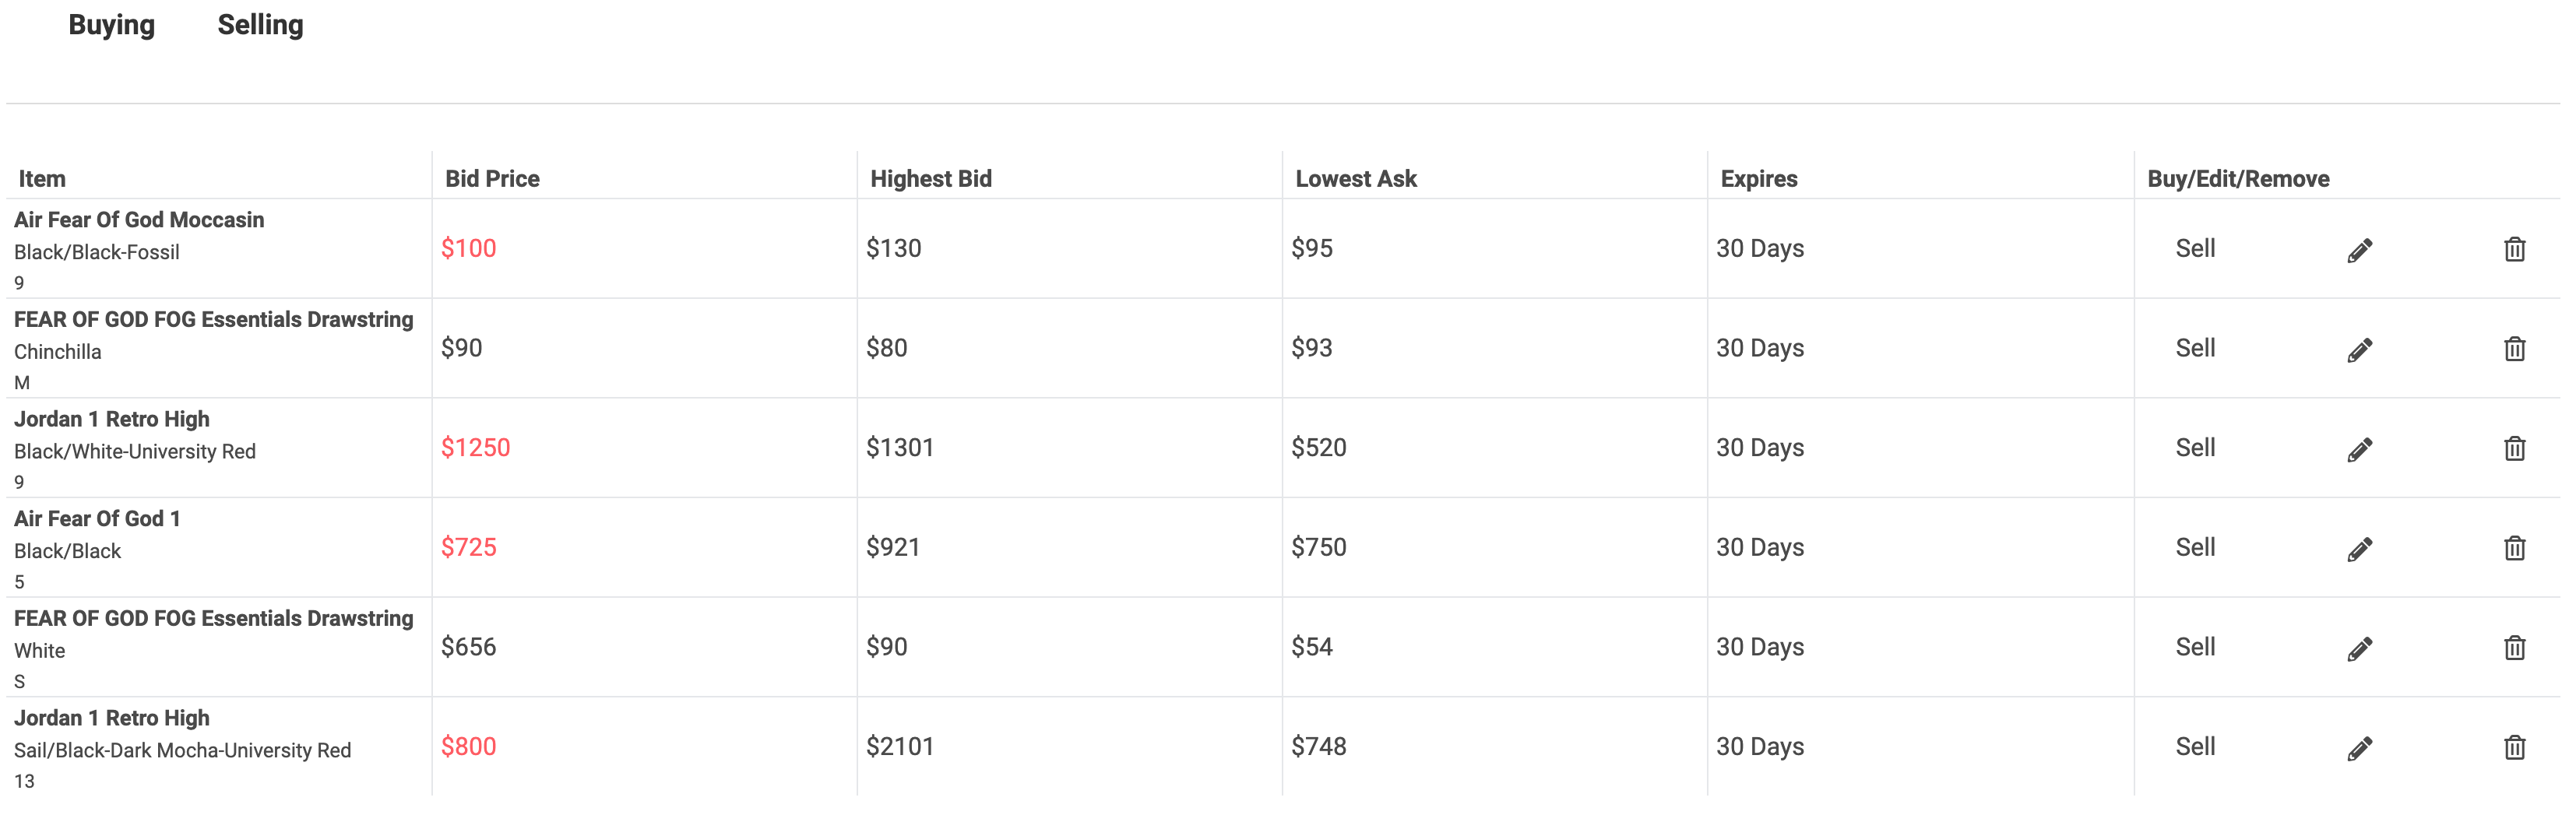 Buying Selling
Item Bid Price Highest Bid Lowest Ask Expires Buy/Edit/Remove
Air Fear Of God Moccasin
Black/Black-Fossil
9
$100 $130 $95 30 Days Sell
FEAR OF GOD FOG Essentials Drawstring
Chinchilla
M
$90 $80 $93 30 Days Sell
Jordan 1 Retro High
Black/White-University Red
9
$1250 $1301 $520 30 Days Sell
Air Fear Of God 1
Black/Black
5
$725 $921 $750 30 Days Sell
FEAR OF GOD FOG Essentials Drawstring
White
S
$656 $90 $54 30 Days Sell
Jordan 1 Retro High
Sail/Black-Dark Mocha-University Red
13
$800 $2101 $748 30 Days Sell